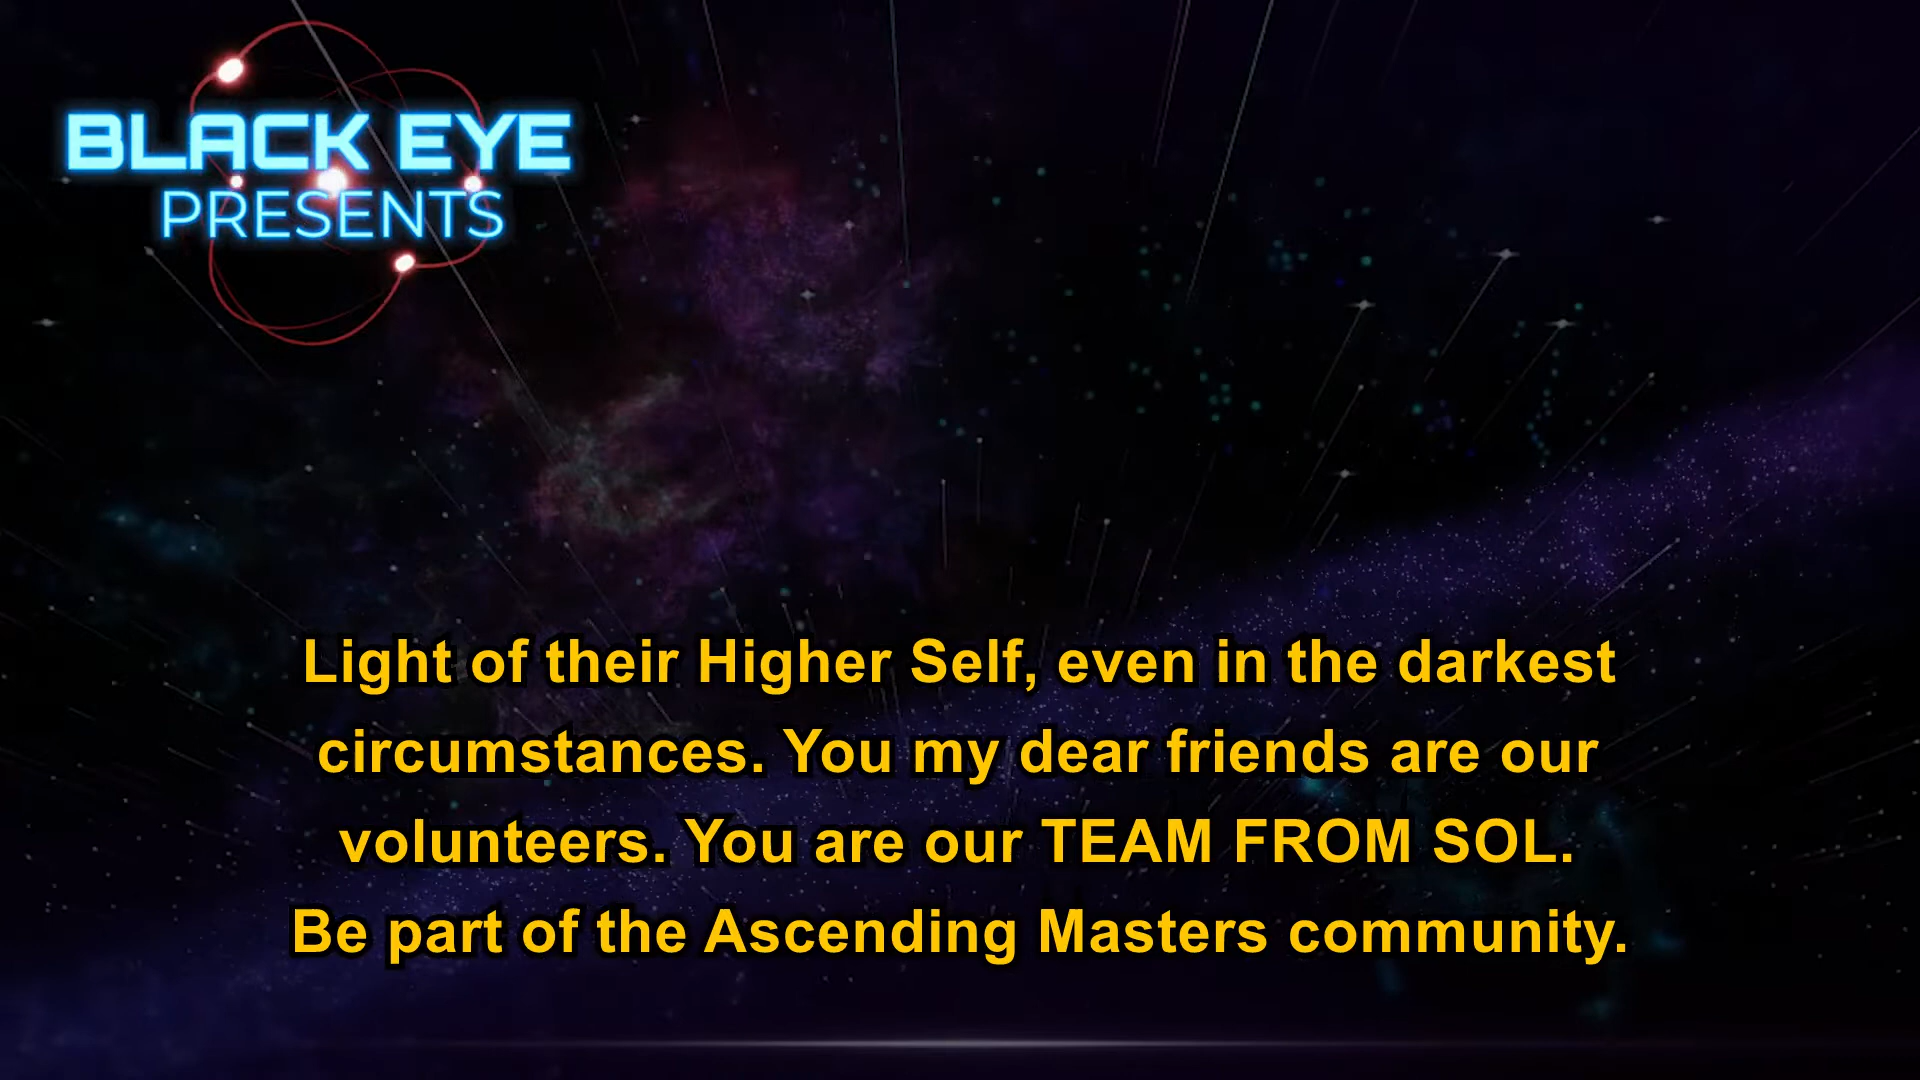 BLACK EYE
PRESENTS
Light of their Higher Self, even in the darkest
circumstances. You my dear friends are our
volunteers. You are our TEAM FROM SOL.
Be part of the Ascending Masters community.